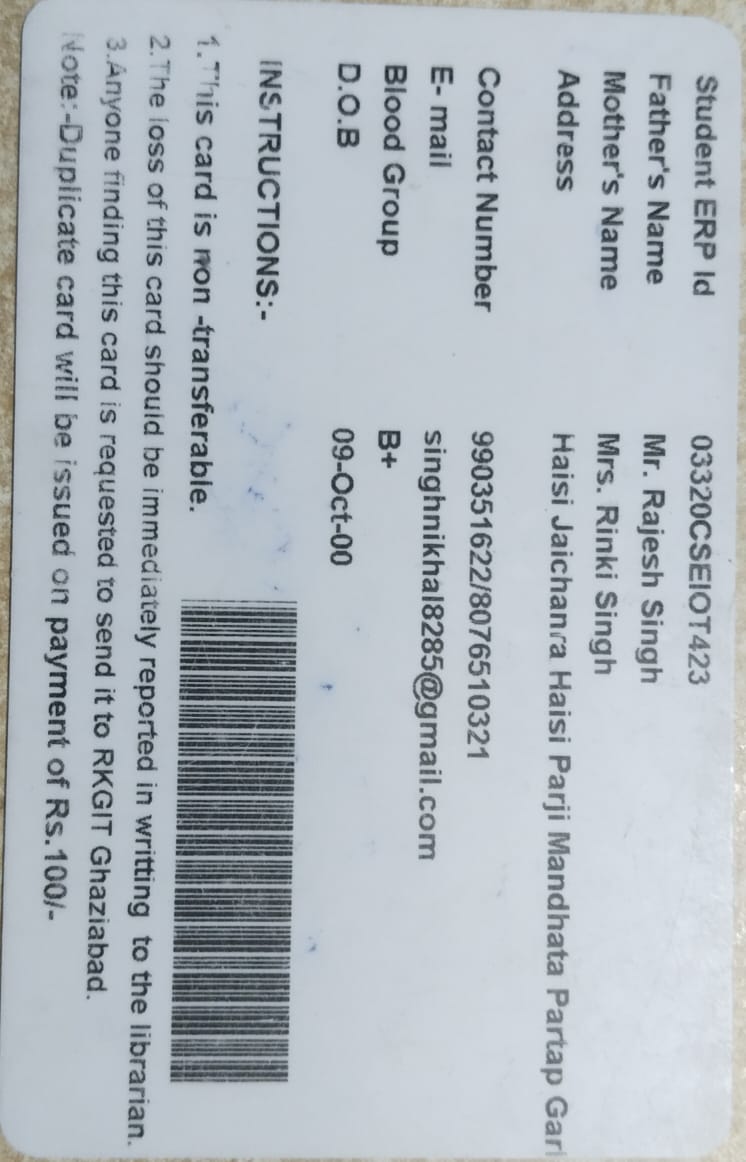 Student ERP Id 03320CSEIOT423
Father's Name Mr. Rajesh Singh
Mother's Name Mrs. Rinki Singh
Address Haisi Jaichanra Haisi Parji Mandhata Partap Gari
Contact Number 990351622/8076510321
E- mail singhnikhal8285@gmail.com
Blood Group B+
D.O.B 09-Oct-00
INSTRUCTIONS:-
1.This card is non -transferable.
2.The loss of this card should be immediately reported in writting to the librarian.
3.Anyone finding this card is requested to send it to RKGIT Ghaziabad.
Note:-Duplicate card will be issued on payment of Rs.100/-